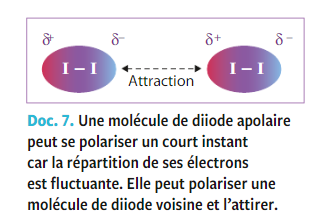 δ+ δ- δ+ δ -
I – I I – I
Attraction
Doc. 7. Une molécule de diiode apolaire
peut se polariser un court instant
car la répartition de ses électrons
est fluctuante. Elle peut polariser une
molécule de diiode voisine et l'attirer.